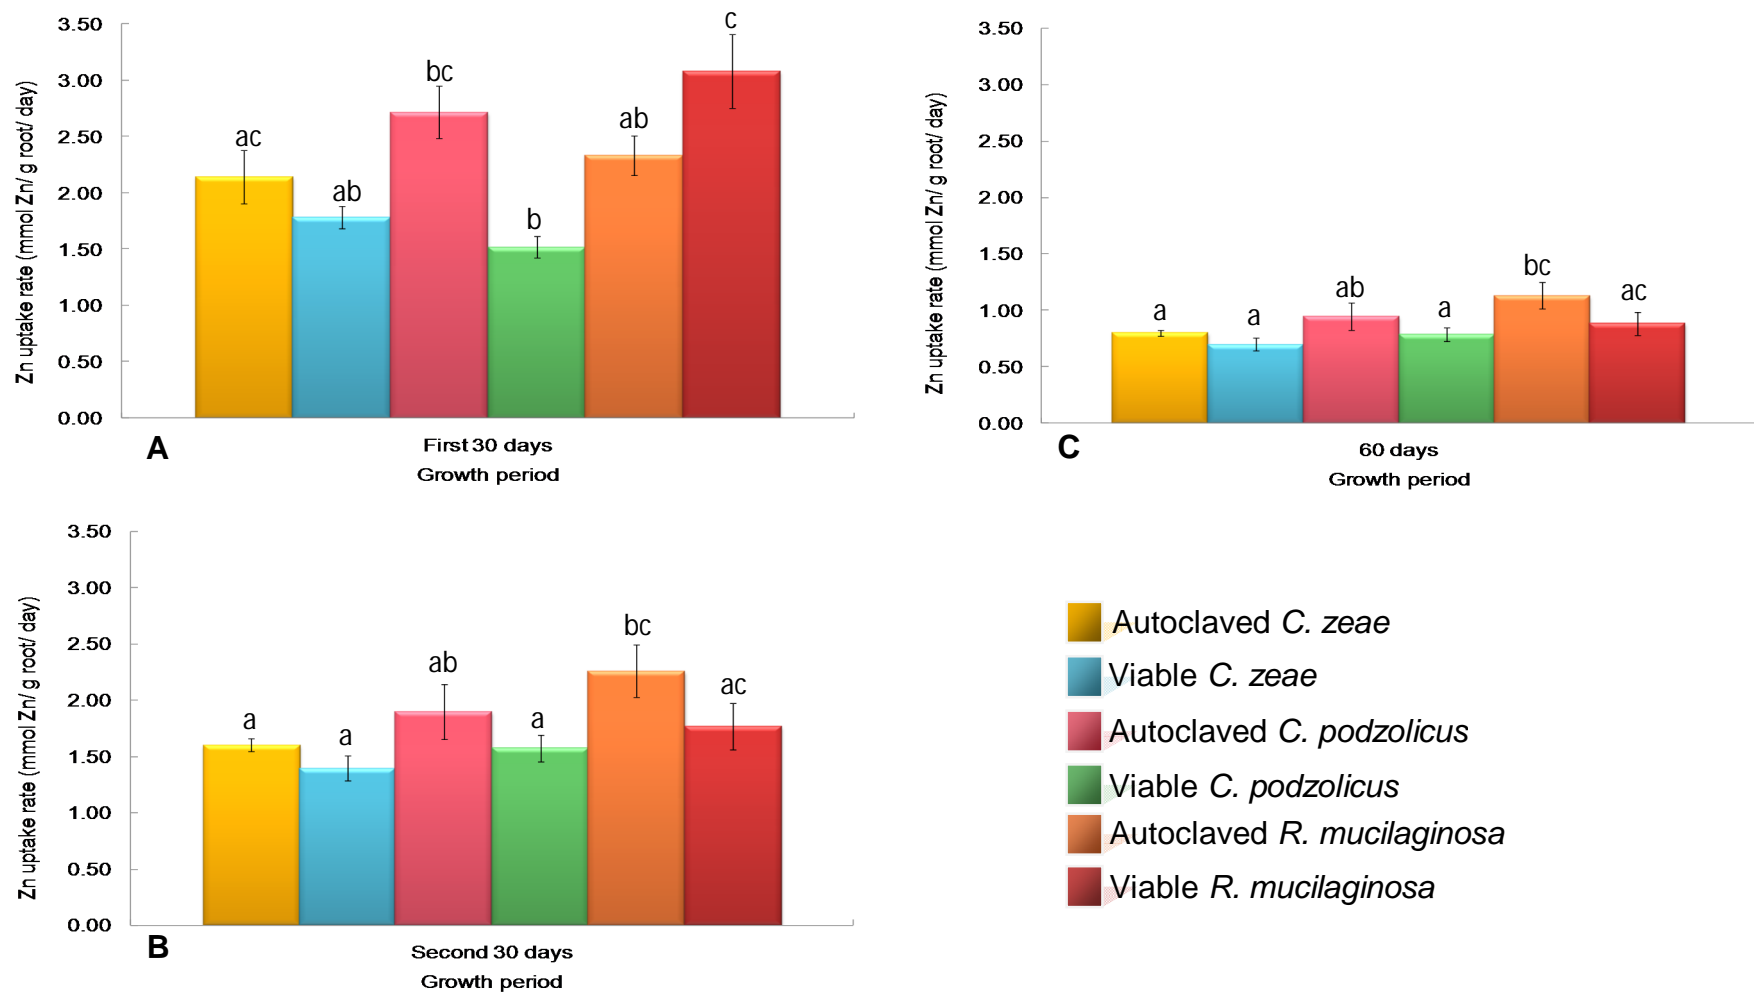 Zn uptake rate (mmol Zn/ g root/ day)
3.50
3.00
2.50
2.00
1.50
1.00
0.50
0.00
ac
ab
bc
b
ab
c
A
First 30 days
Growth period
Zn uptake rate (mmol Zn/ g root/ day)
3.50
3.00
2.50
2.00
1.50
1.00
0.50
0.00
a
a
ab
a
bc
ac
C
60 days
Growth period
Zn uptake rate (mmol Zn/ g root/ day)
3.50
3.00
2.50
2.00
1.50
1.00
0.50
0.00
a
a
ab
a
bc
ac
B
Second 30 days
Growth period
Autoclaved C. zeae
Viable C. zeae
Autoclaved C. podzolicus
Viable C. podzolicus
Autoclaved R. mucilaginosa
Viable R. mucilaginosa